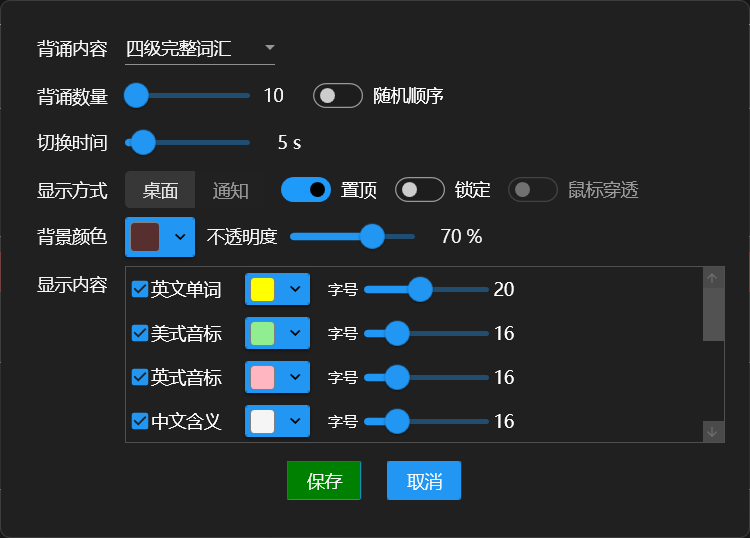 背诵内容 四级完整词汇
背诵数量 10 随机顺序
切换时间 5 s
显示方式 桌面 通知 置顶 锁定 鼠标穿透
背景颜色 不透明度 70 %
显示内容 英文单词 字号 20
美式音标 字号 16
英式音标 字号 16
中文含义 字号 16
保存 取消